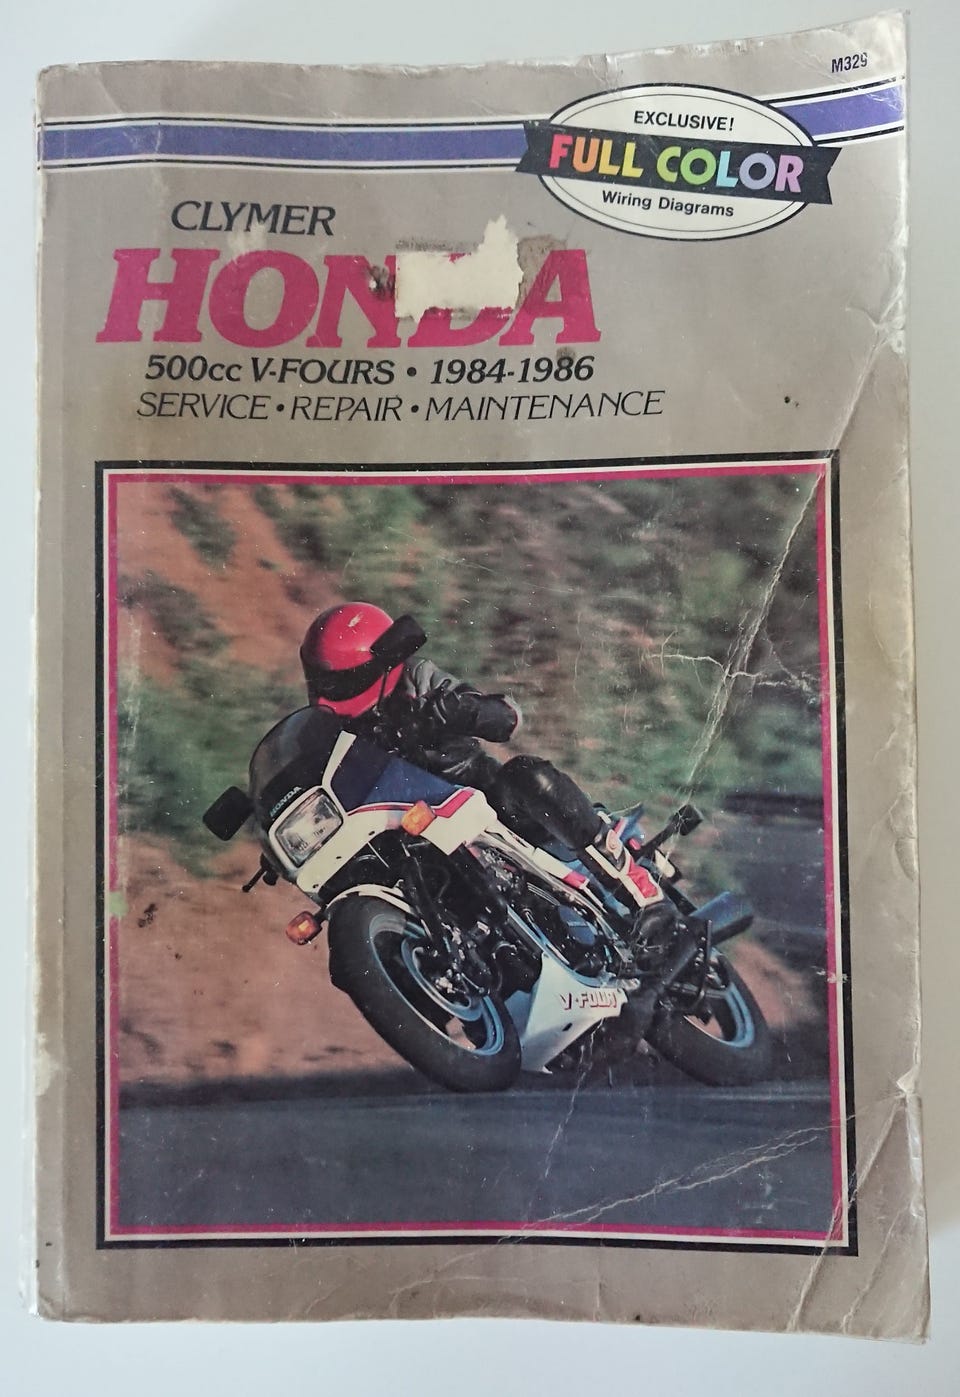 M329
EXCLUSIVE!
FULL COLOR
Wiring Diagrams
CLYMER
HONDA
500cc V-FOURS • 1984-1986
SERVICE • REPAIR • MAINTENANCE
HONDA
V-FOUR